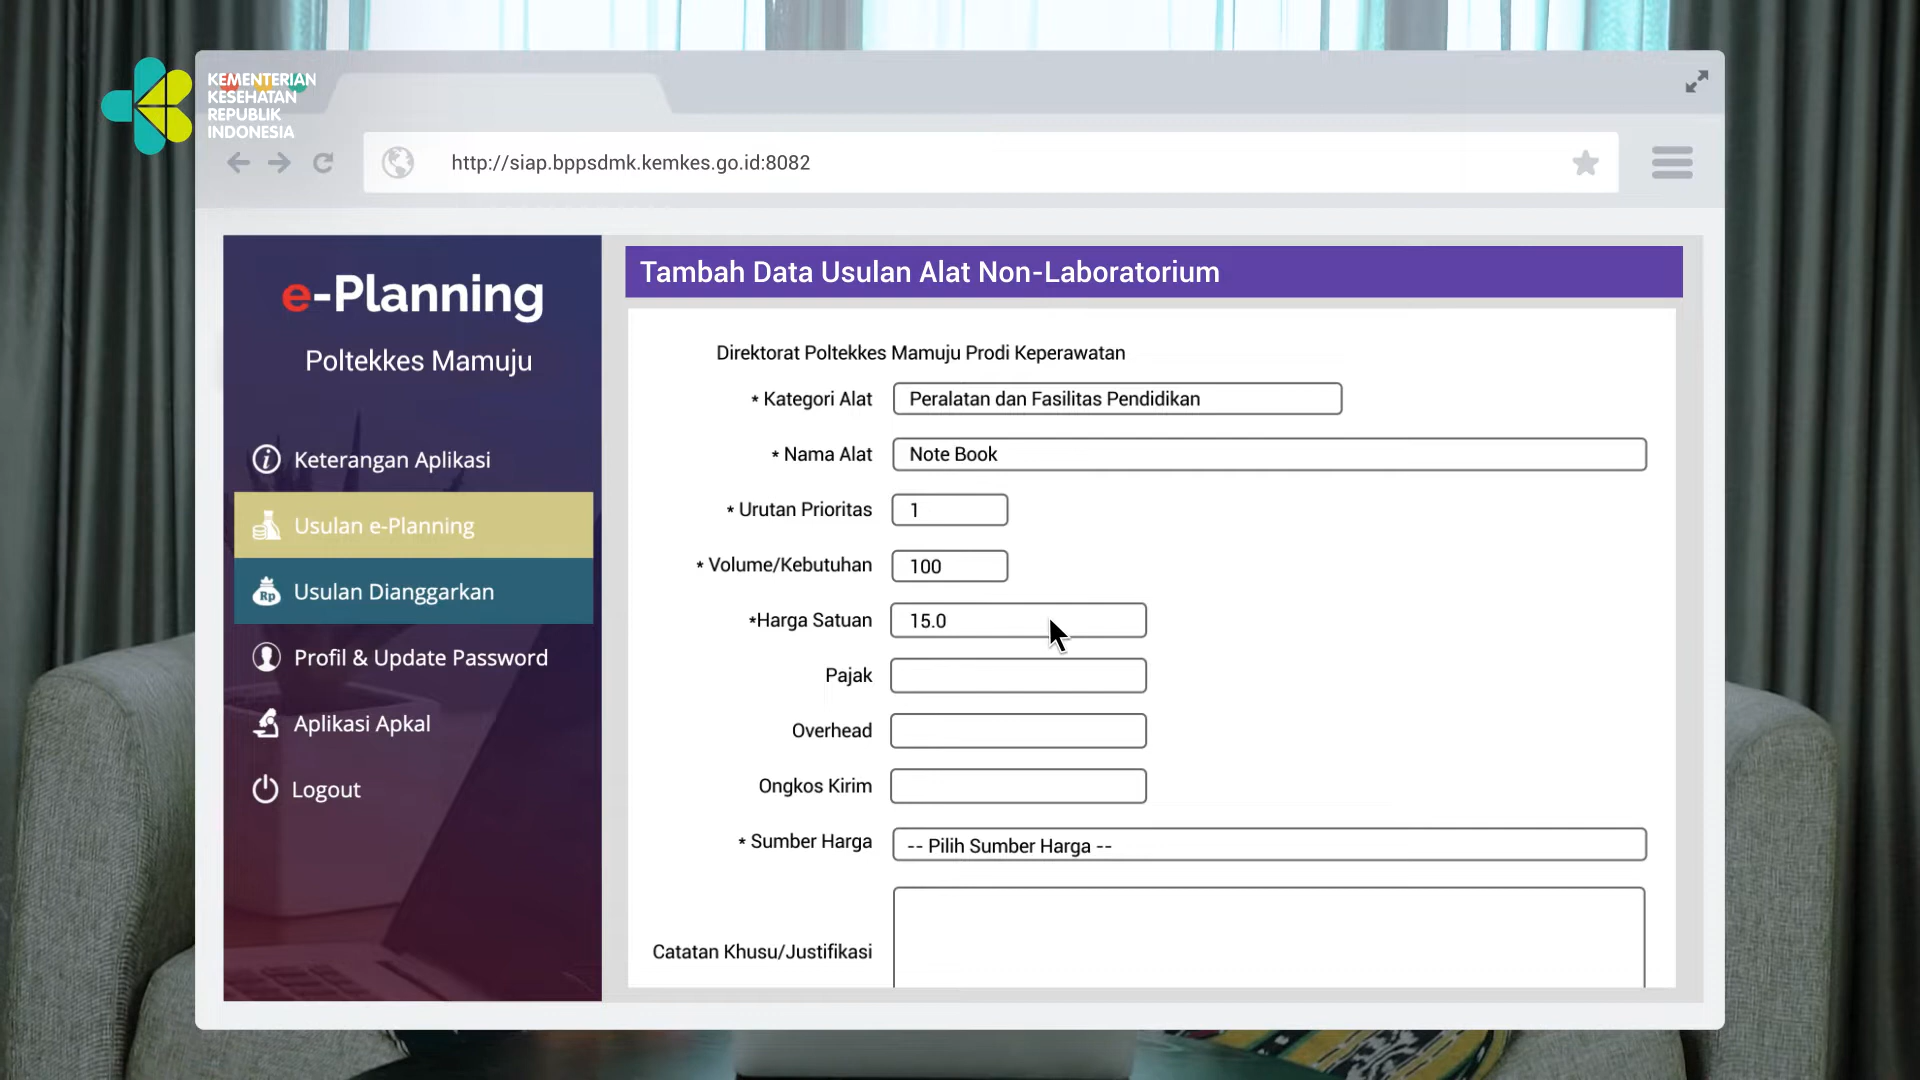 KEMENTERIAN
KESEHATAN
REPUBLIK
INDONESIA
http://siap.bppsdmk.kemkes.go.id:8082
e-Planning
Poltekkes Mamuju
Keterangan Aplikasi
Usulan e-Planning
Rp Usulan Dianggarkan
Profil & Update Password
Aplikasi Apkal
Logout
Tambah Data Usulan Alat Non-Laboratorium
Direktorat Poltekkes Mamuju Prodi Keperawatan
* Kategori Alat Peralatan dan Fasilitas Pendidikan
* Nama Alat Note Book
* Urutan Prioritas 1
* Volume/Kebutuhan 100
*Harga Satuan 15.0
Pajak
Overhead
Ongkos Kirim
* Sumber Harga -- Pilih Sumber Harga --
Catatan Khusu/Justifikasi